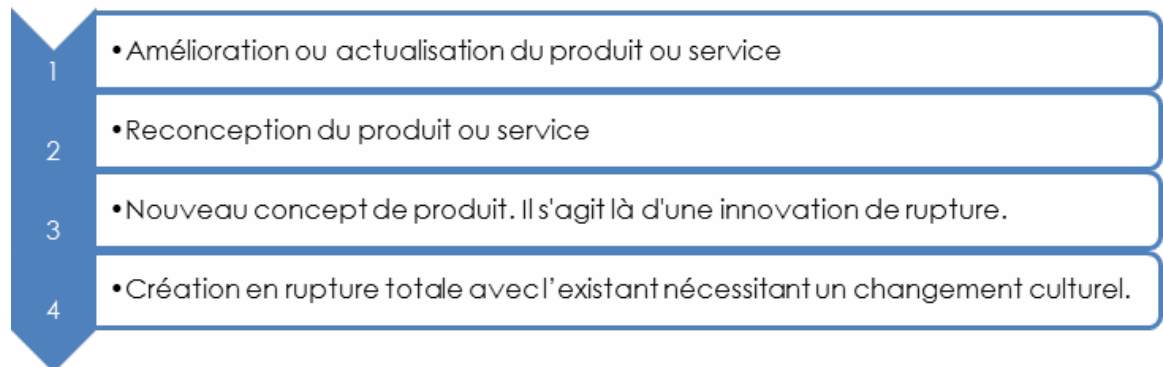 1
•Amélioration ou actualisation du produit ou service
2
•Reconception du produit ou service
3
•Nouveau concept de produit. Il s'agit là d'une innovation de rupture.
4
•Création en rupture totale avec l’existant nécessitant un changement culturel.